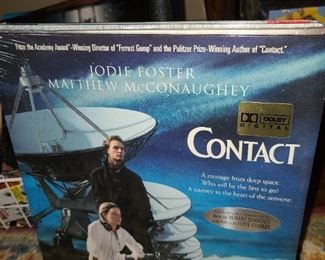 From the Academy Award®-Winning Director of "Forrest Gump" and the Pulitzer Prize-Winning Author of "Contact."
JODIE FOSTER
MATTHEW McCONAUGHEY
DOLBY
DIGITAL
CONTACT
A message from deep space.
Who will be the first to go?
A journey to the heart of the universe.